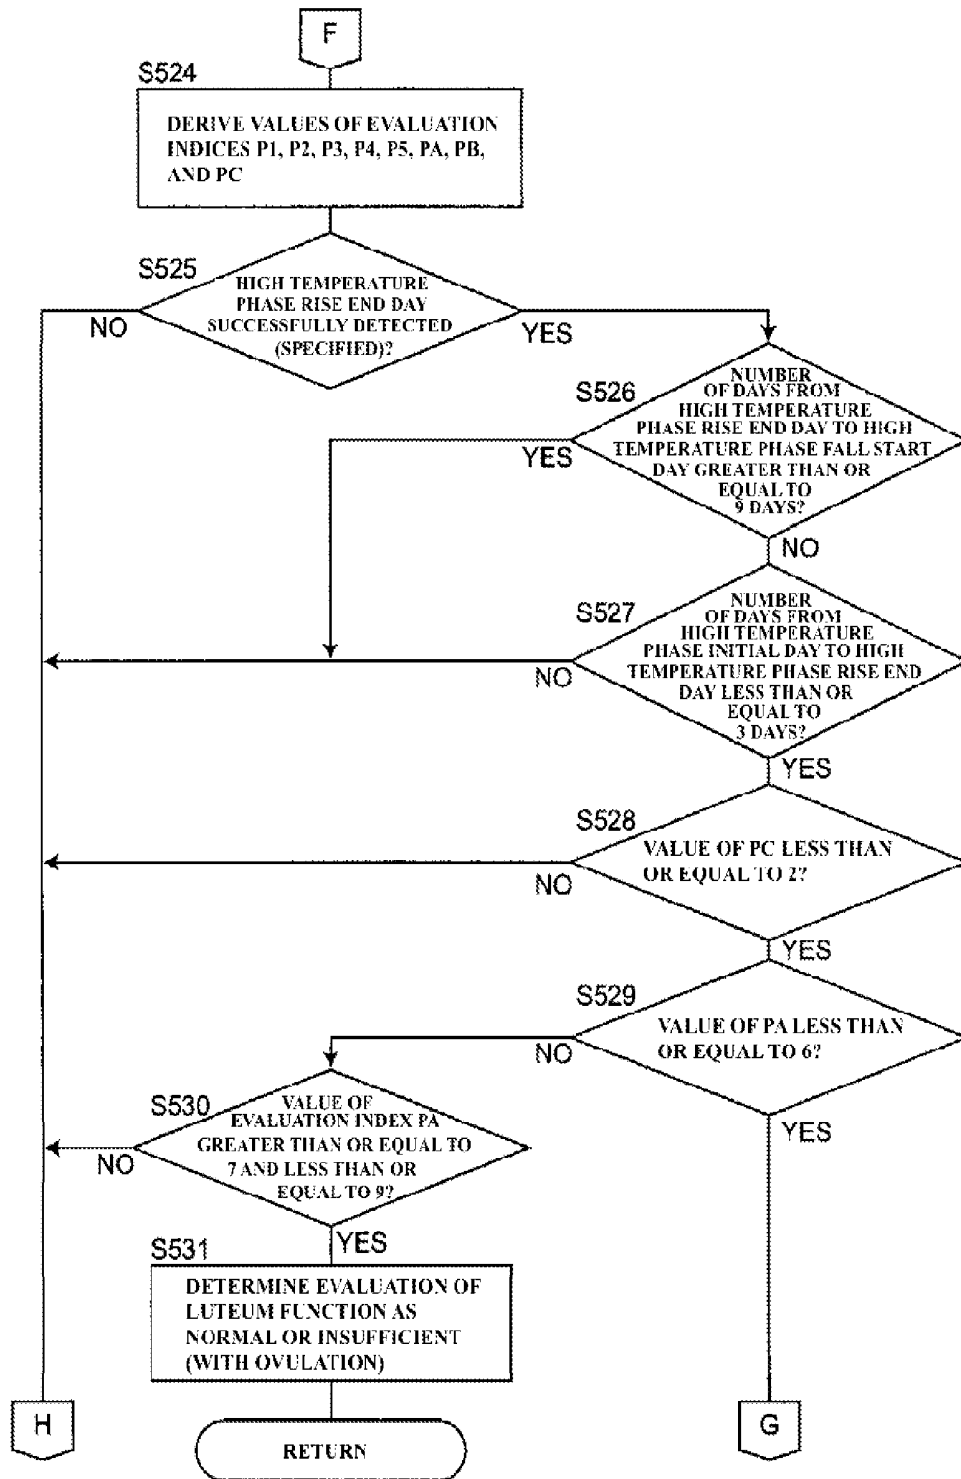 F
S524
DERIVE VALUES OF EVALUATION
INDICES P1, P2, P3, P4, P5, PA, PB,
AND PC
S525
HIGH TEMPERATURE
PHASE RISE END DAY
SUCCESSFULLY DETECTED
(SPECIFIED)?
NO
YES
S526
NUMBER
OF DAYS FROM
HIGH TEMPERATURE
PHASE RISE END DAY TO HIGH
TEMPERATURE PHASE FALL START
DAY GREATER THAN OR
EQUAL TO
9 DAYS?
YES
NO
S527
NUMBER
OF DAYS FROM
HIGH TEMPERATURE
PHASE INITIAL DAY TO HIGH
TEMPERATURE PHASE RISE END
DAY LESS THAN OR
EQUAL TO
3 DAYS?
NO
YES
S528
VALUE OF PC LESS THAN
OR EQUAL TO 2?
NO
YES
S529
VALUE OF PA LESS THAN
OR EQUAL TO 6?
NO
YES
S530
VALUE OF
EVALUATION INDEX PA
GREATER THAN OR EQUAL TO
7 AND LESS THAN OR
EQUAL TO 9?
NO
YES
S531
DETERMINE EVALUATION OF
LUTEUM FUNCTION AS
NORMAL OR INSUFFICIENT
(WITH OVULATION)
H
RETURN
G